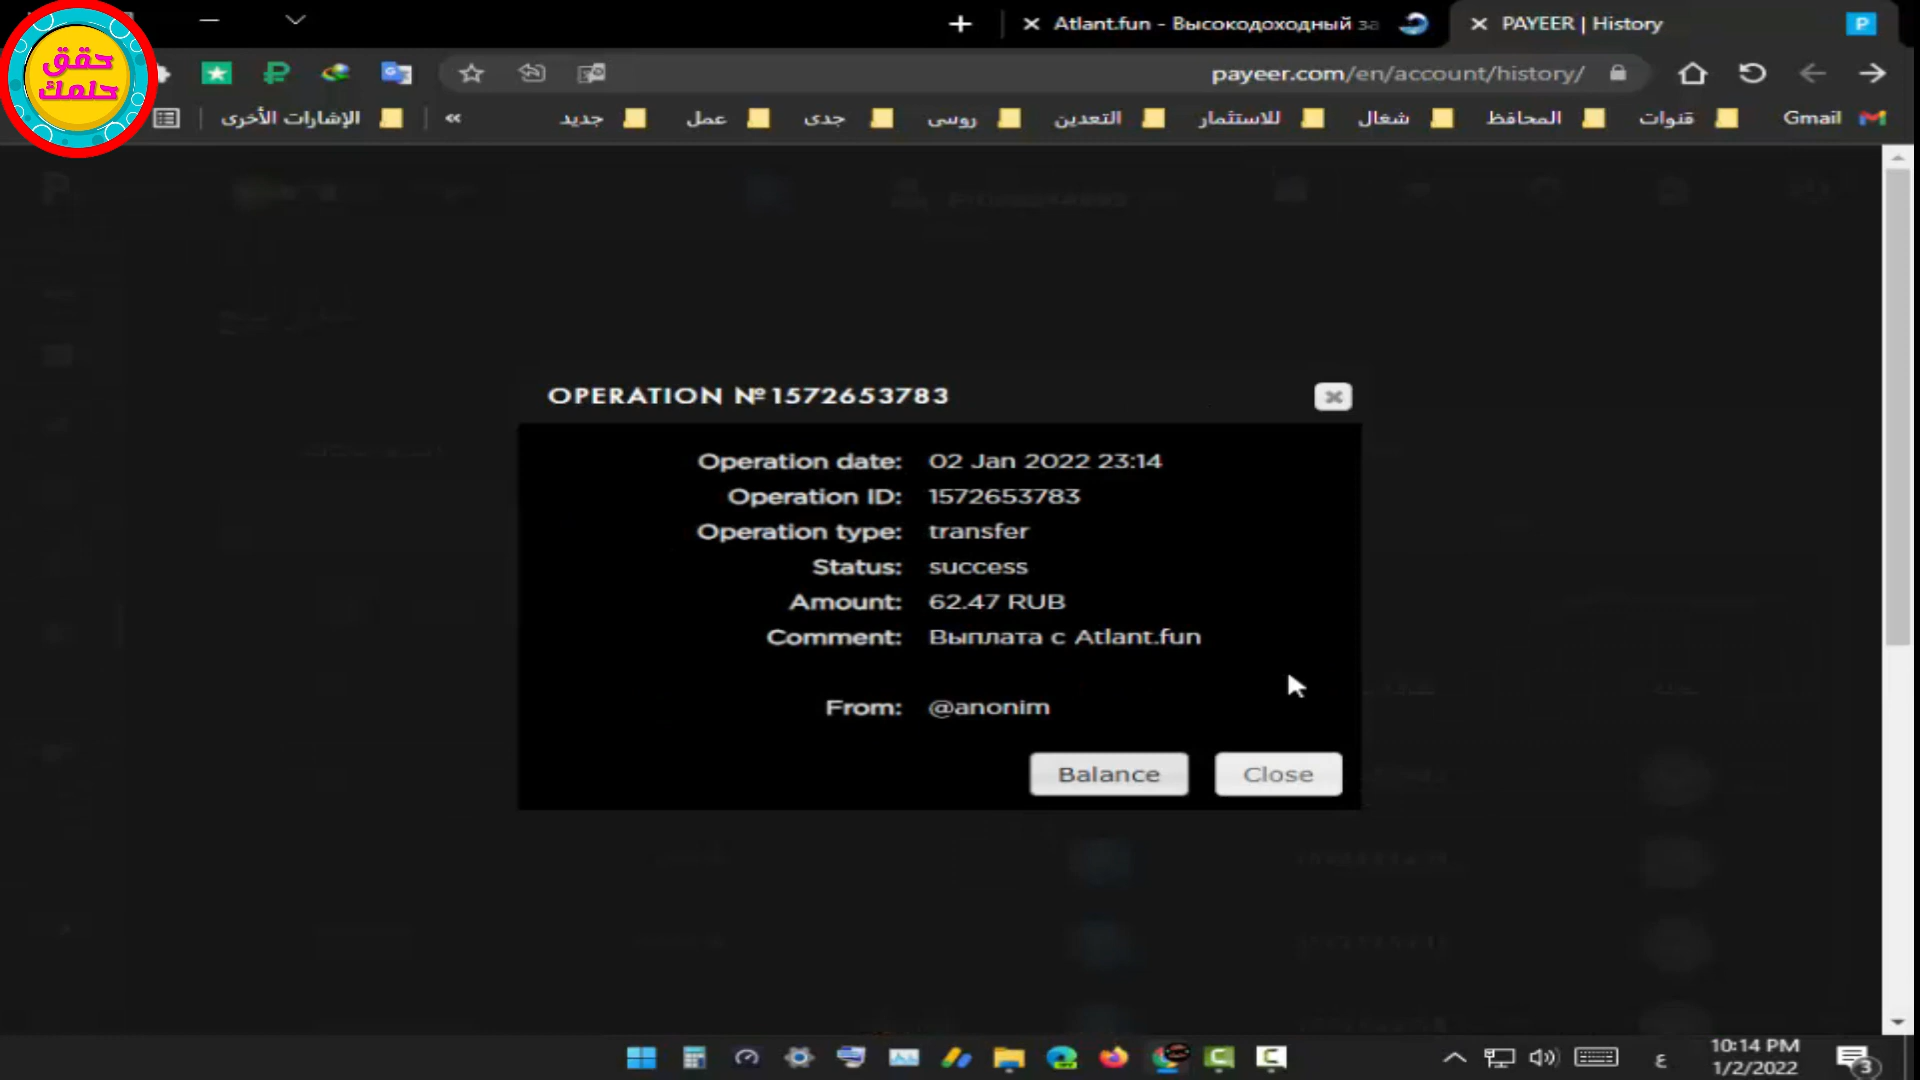 حقق
حلمك
Atlant.fun - Высокодоходный за
PAYEER | History
P
payeer.com/en/account/history/
الإشارات الأخرى
»
جديد
عمل
جدى
روسى
التعدين
للاستثمار
شغال
المحافظ
قنوات
Gmail
OPERATION №1572653783
Operation date: 02 Jan 2022 23:14
Operation ID: 1572653783
Operation type: transfer
Status: success
Amount: 62.47 RUB
Comment: Выплата с Atlant.fun
From: @anonim
Balance
Close
ع
10:14 PM
1/2/2022
3